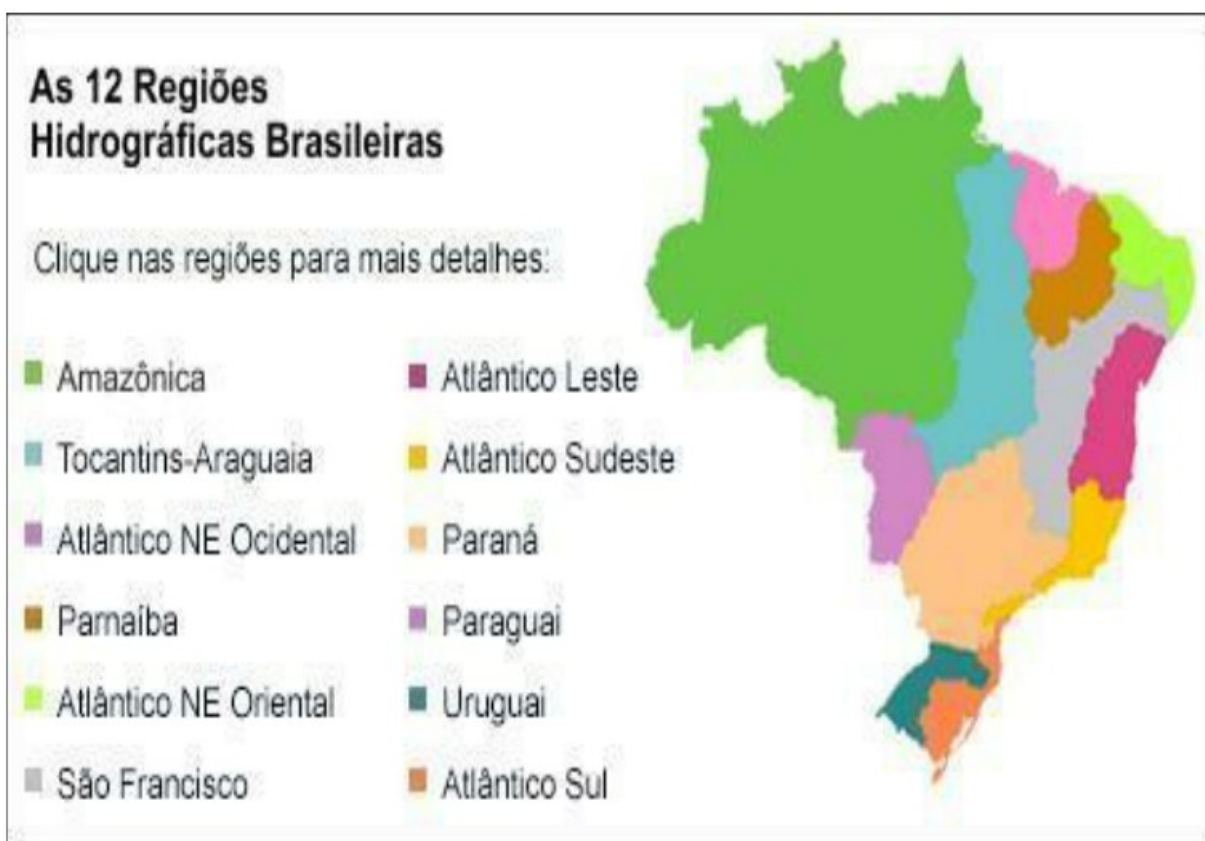 As 12 Regiões
Hidrográficas Brasileiras
Clique nas regiões para mais detalhes:
Amazônica
Tocantins-Araguaia
Atlântico NE Ocidental
Parnaíba
Atlântico NE Oriental
São Francisco
Atlântico Leste
Atlântico Sudeste
Paraná
Paraguai
Uruguai
Atlântico Sul